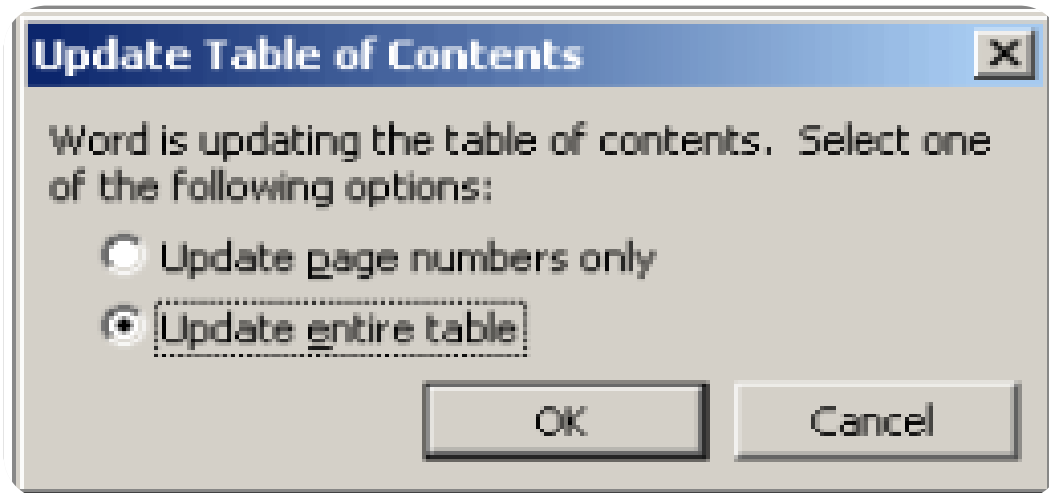 Update Table of Contents
Word is updating the table of contents.  Select one
of the following options:
Update page numbers only
Update entire table
OK Cancel